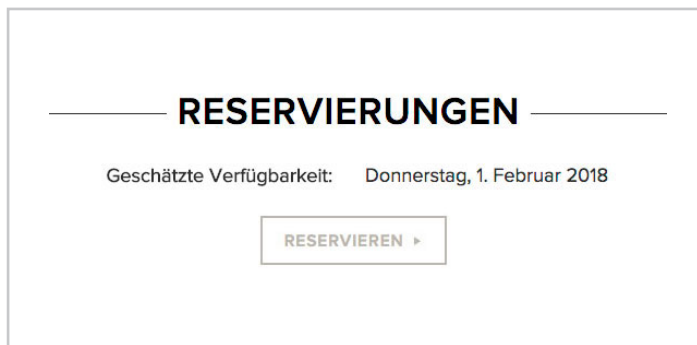 RESERVIERUNGEN
Geschätzte Verfügbarkeit: Donnerstag, 1. Februar 2018
RESERVIEREN ▸